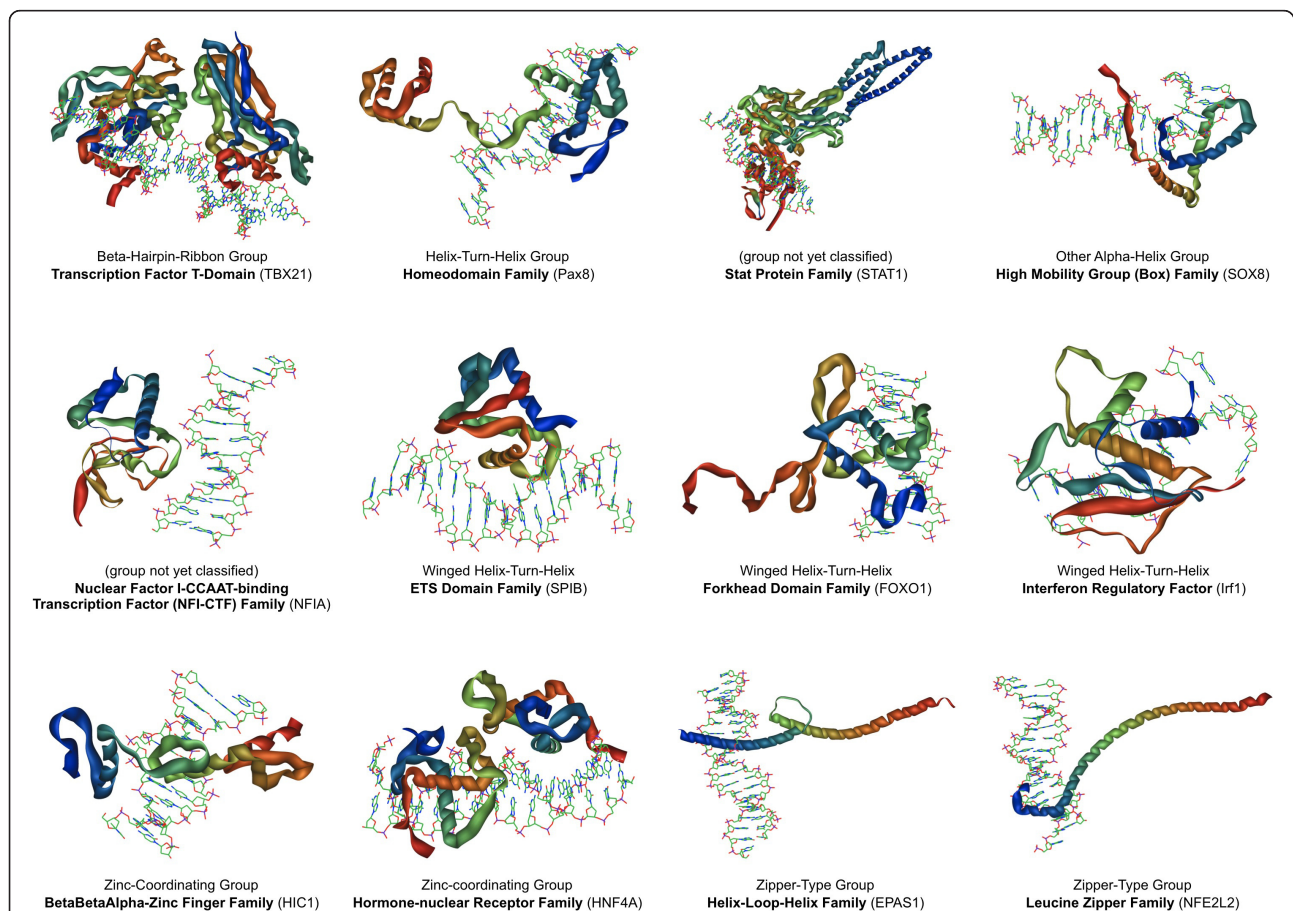 Beta-Hairpin-Ribbon Group
Transcription Factor T-Domain (TBX21)
Helix-Turn-Helix Group
Homeodomain Family (Pax8)
(group not yet classified)
Stat Protein Family (STAT1)
Other Alpha-Helix Group
High Mobility Group (Box) Family (SOX8)
(group not yet classified)
Nuclear Factor I-CCAAT-binding
Transcription Factor (NFI-CTF) Family (NFIA)
Winged Helix-Turn-Helix
ETS Domain Family (SPIB)
Winged Helix-Turn-Helix
Forkhead Domain Family (FOXO1)
Winged Helix-Turn-Helix
Interferon Regulatory Factor (Irf1)
Zinc-Coordinating Group
BetaBetaAlpha-Zinc Finger Family (HIC1)
Zinc-coordinating Group
Hormone-nuclear Receptor Family (HNF4A)
Zipper-Type Group
Helix-Loop-Helix Family (EPAS1)
Zipper-Type Group
Leucine Zipper Family (NFE2L2)